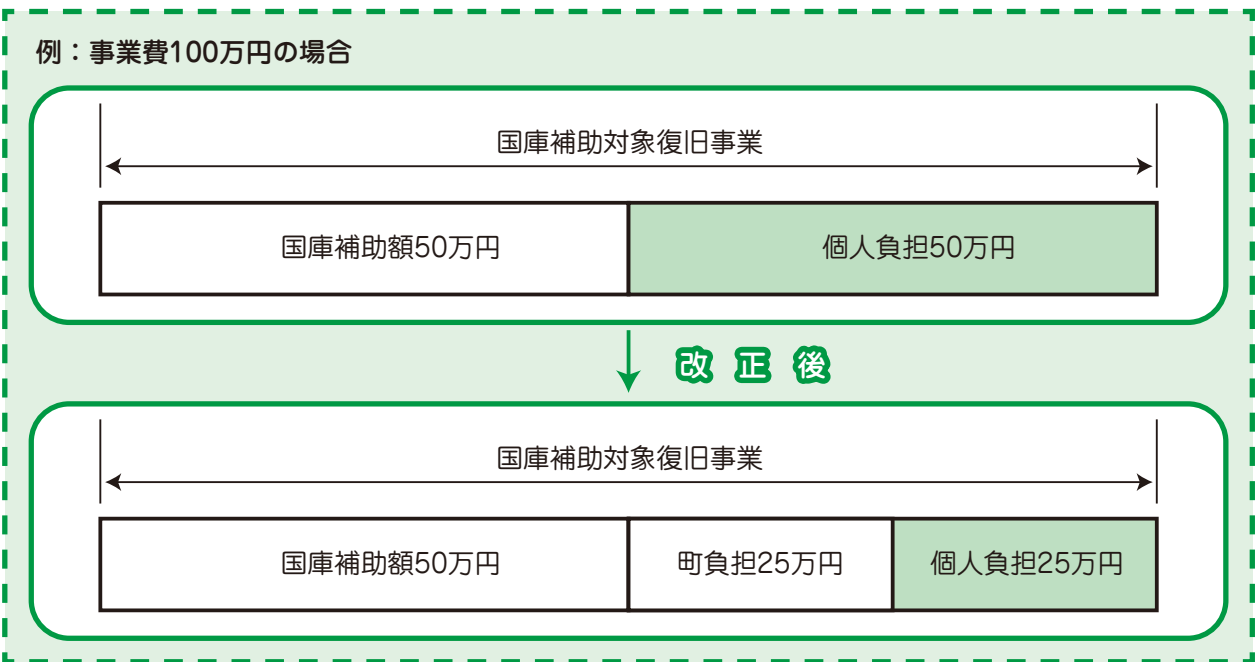 例：事業費100万円の場合
国庫補助対象復旧事業
国庫補助額50万円
個人負担50万円
改正後
国庫補助対象復旧事業
国庫補助額50万円
町負担25万円
個人負担25万円